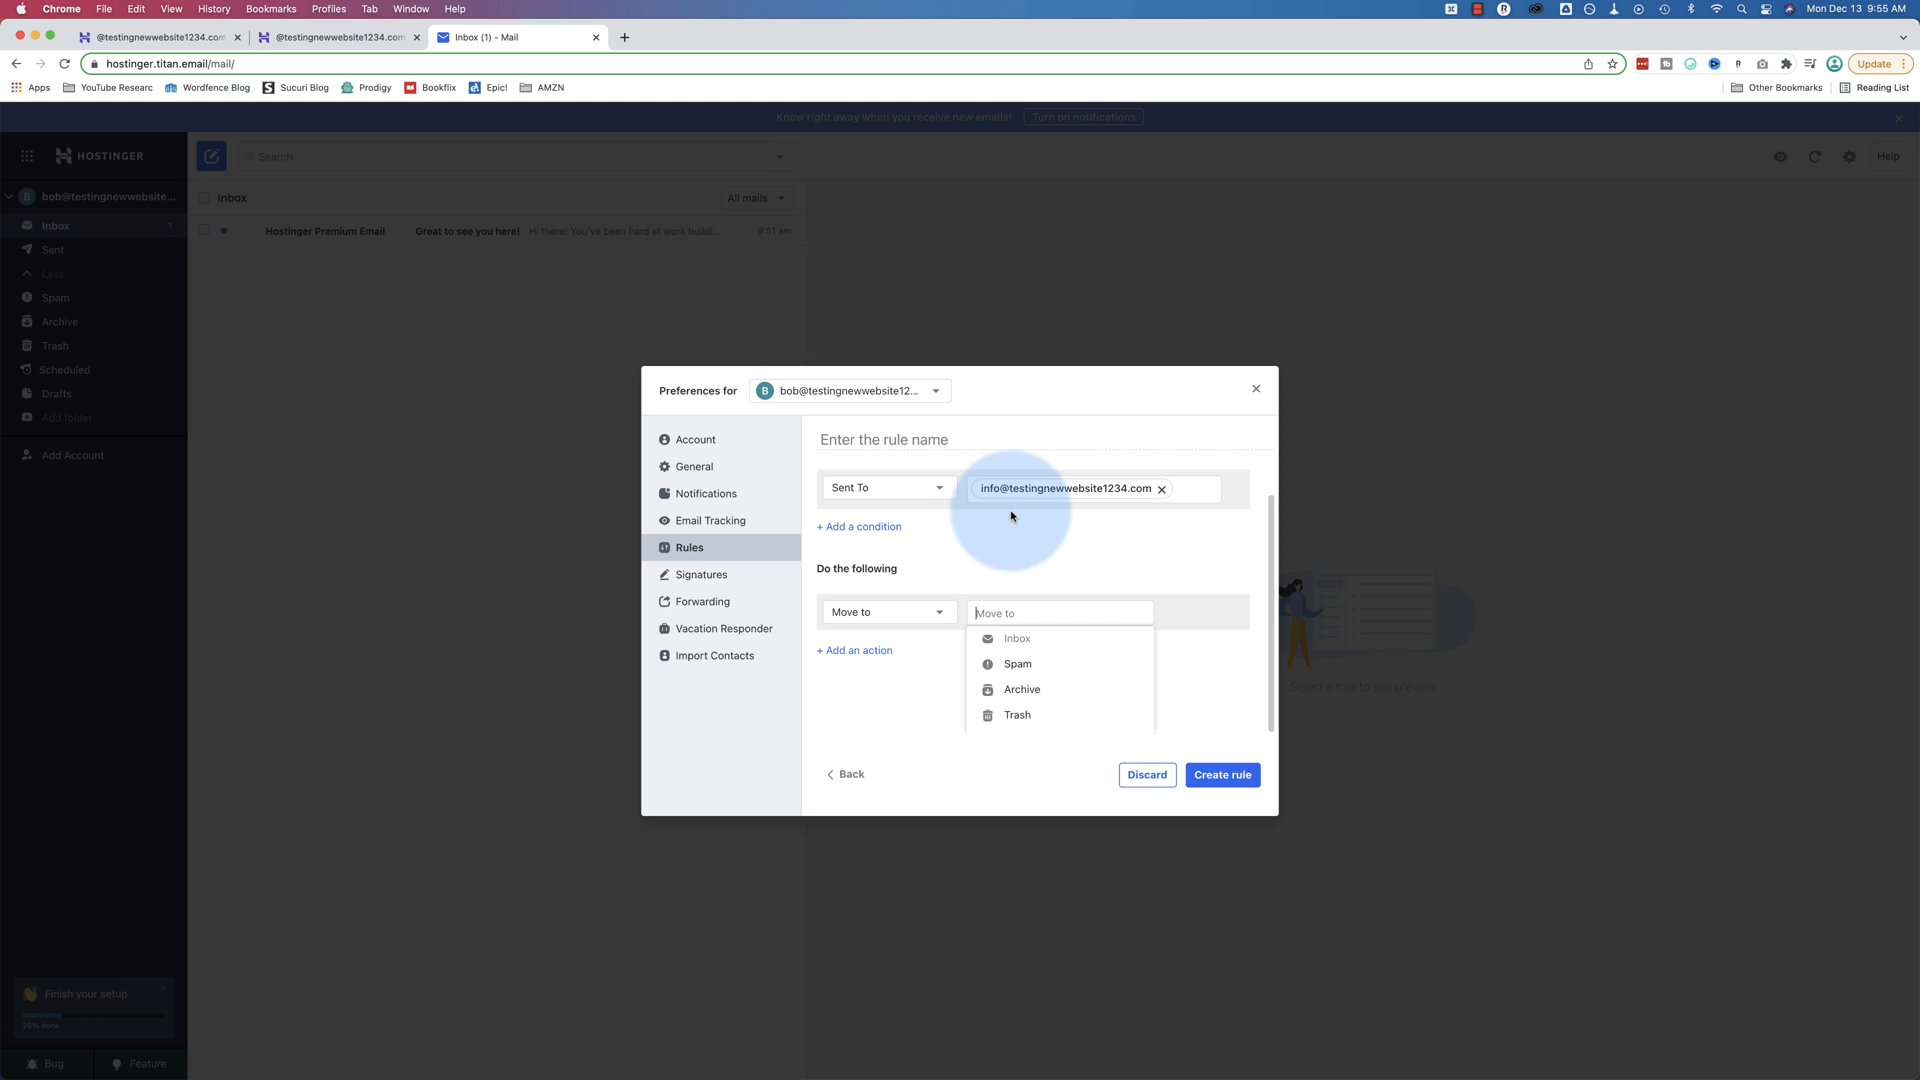 Chrome File Edit View History Bookmarks Profiles Tab Window Help Mon Dec 13 9:55 AM
@testingnewwebsite1234.com @testingnewwebsite1234.com Inbox (1) - Mail
hostinger.titan.email/mail/ Update
Apps YouTube Researc Wordfence Blog Sucuri Blog Prodigy Bookflix Epic! AMZN Other Bookmarks Reading List
Know right away when you receive new emails! Turn on notifications
HOSTINGER
Search
Help
bob@testingnewwebsite...
Inbox
All mails
Inbox 1
Hostinger Premium Email Great to see you here! Hi there! You've been hard at work buildi... 9:51 am
Sent
Less
Spam
Archive
Trash
Scheduled
Drafts
Add folder
Add Account
Preferences for B bob@testingnewwebsite12...
Account
General
Notifications
Email Tracking
Rules
Signatures
Forwarding
Vacation Responder
Import Contacts
Enter the rule name
Sent To info@testingnewwebsite1234.com
+ Add a condition
Do the following
Move to Move to
+ Add an action
Inbox
Spam
Archive
Trash
Back
Discard
Create rule
Select a mail to see preview
Finish your setup
28% done
Bug Feature